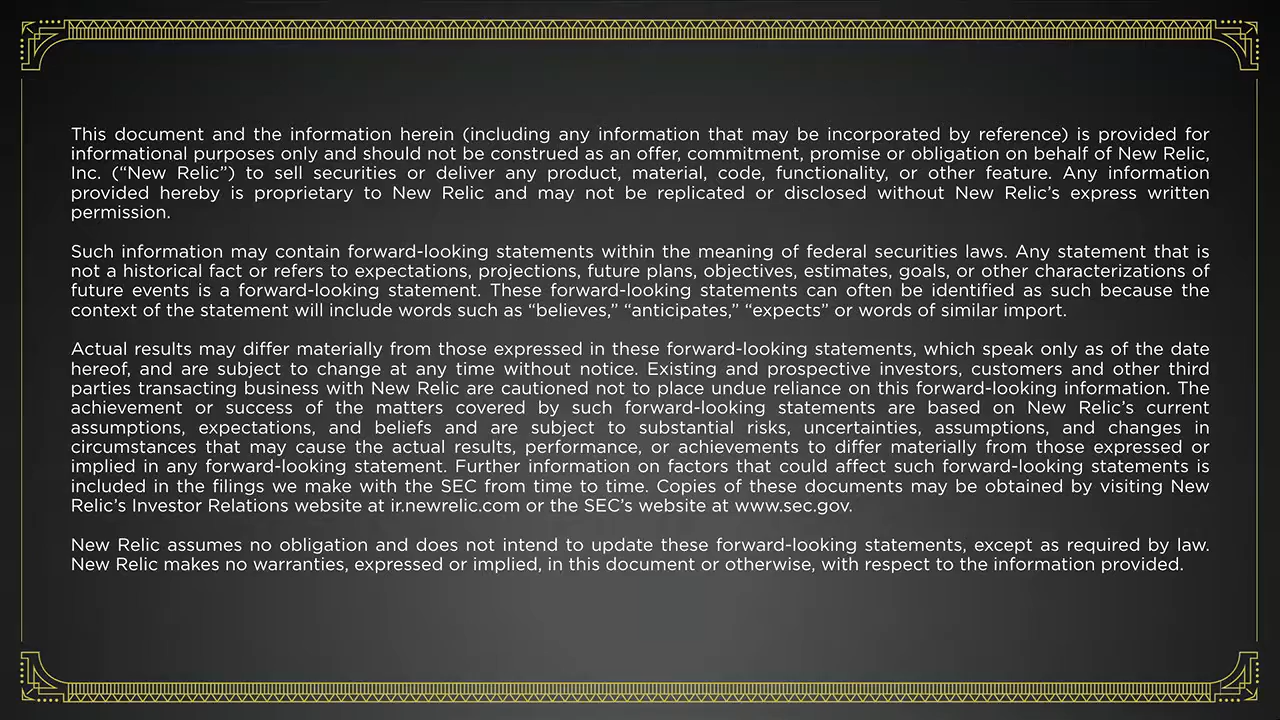 This document and the information herein (including any information that may be incorporated by reference) is provided for
informational purposes only and should not be construed as an offer, commitment, promise or obligation on behalf of New Relic,
Inc. (“New Relic”) to sell securities or deliver any product, material, code, functionality, or other feature. Any information
provided hereby is proprietary to New Relic and may not be replicated or disclosed without New Relic’s express written
permission.
Such information may contain forward-looking statements within the meaning of federal securities laws. Any statement that is
not a historical fact or refers to expectations, projections, future plans, objectives, estimates, goals, or other characterizations of
future events is a forward-looking statement. These forward-looking statements can often be identified as such because the
context of the statement will include words such as “believes,” “anticipates,” “expects” or words of similar import.
Actual results may differ materially from those expressed in these forward-looking statements, which speak only as of the date
hereof, and are subject to change at any time without notice. Existing and prospective investors, customers and other third
parties transacting business with New Relic are cautioned not to place undue reliance on this forward-looking information. The
achievement or success of the matters covered by such forward-looking statements are based on New Relic’s current
assumptions, expectations, and beliefs and are subject to substantial risks, uncertainties, assumptions, and changes in
circumstances that may cause the actual results, performance, or achievements to differ materially from those expressed or
implied in any forward-looking statement. Further information on factors that could affect such forward-looking statements is
included in the filings we make with the SEC from time to time. Copies of these documents may be obtained by visiting New
Relic’s Investor Relations website at ir.newrelic.com or the SEC’s website at www.sec.gov.
New Relic assumes no obligation and does not intend to update these forward-looking statements, except as required by law.
New Relic makes no warranties, expressed or implied, in this document or otherwise, with respect to the information provided.